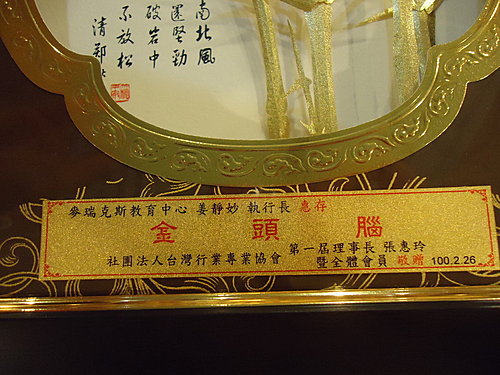 南北風
還堅勁
破岩中
不放松
清鄭
麥瑞克斯教育中心 姜靜妙 執行長 惠存
金頭腦
第一屆理事長 張惠玲
社團法人台灣行業專業協會 暨全體會員 敬贈 100.2.26